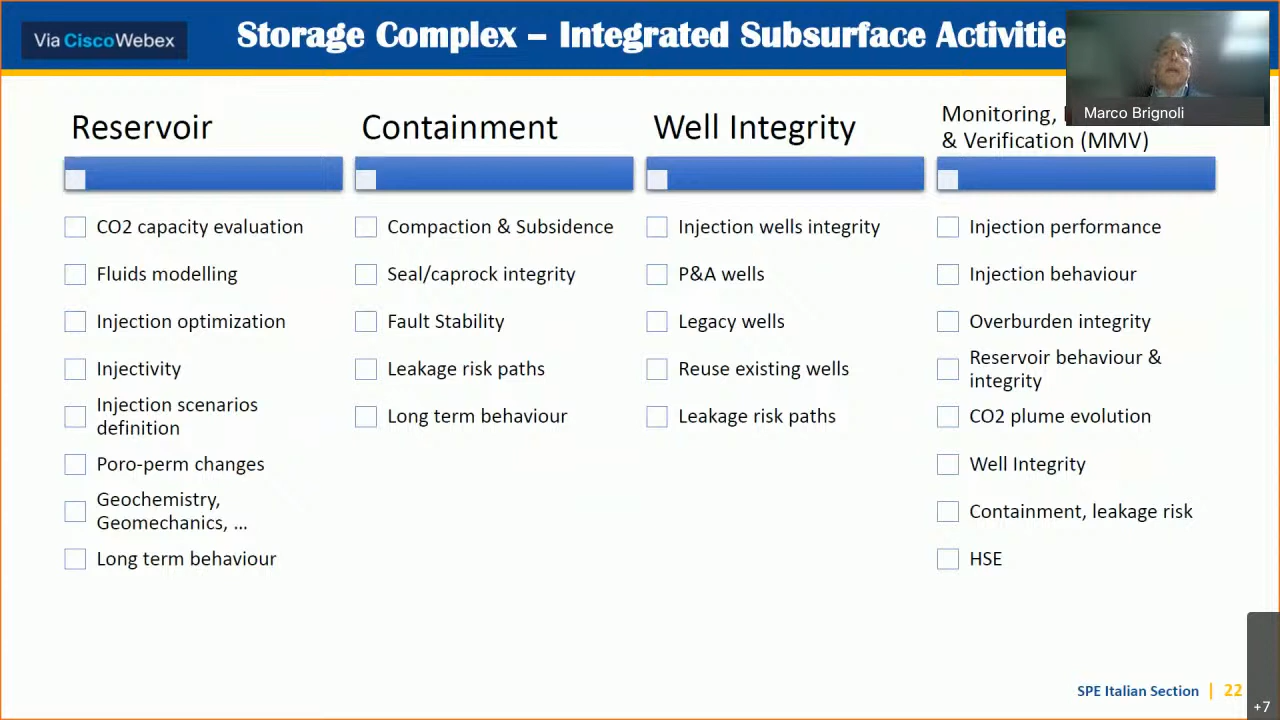 Via CiscoWebex
Storage Complex – Integrated Subsurface Activitie
Marco Brignoli
Reservoir
CO2 capacity evaluation
Fluids modelling
Injection optimization
Injectivity
Injection scenarios
definition
Poro-perm changes
Geochemistry,
Geomechanics, ...
Long term behaviour
Containment
Compaction & Subsidence
Seal/caprock integrity
Fault Stability
Leakage risk paths
Long term behaviour
Well Integrity
Injection wells integrity
P&A wells
Legacy wells
Reuse existing wells
Leakage risk paths
Monitoring,
& Verification (MMV)
Injection performance
Injection behaviour
Overburden integrity
Reservoir behaviour &
integrity
CO2 plume evolution
Well Integrity
Containment, leakage risk
HSE
SPE Italian Section | 22
+7